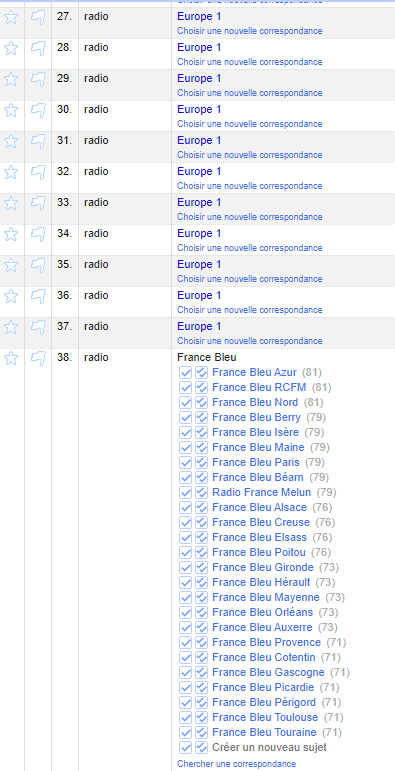 27. radio Europe 1
Choisir une nouvelle correspondance
28. radio Europe 1
Choisir une nouvelle correspondance
29. radio Europe 1
Choisir une nouvelle correspondance
30. radio Europe 1
Choisir une nouvelle correspondance
31. radio Europe 1
Choisir une nouvelle correspondance
32. radio Europe 1
Choisir une nouvelle correspondance
33. radio Europe 1
Choisir une nouvelle correspondance
34. radio Europe 1
Choisir une nouvelle correspondance
35. radio Europe 1
Choisir une nouvelle correspondance
36. radio Europe 1
Choisir une nouvelle correspondance
37. radio Europe 1
Choisir une nouvelle correspondance
38. radio France Bleu
France Bleu Azur (81)
France Bleu RCFM (81)
France Bleu Nord (81)
France Bleu Berry (79)
France Bleu Isère (79)
France Bleu Maine (79)
France Bleu Paris (79)
France Bleu Béarn (79)
Radio France Melun (79)
France Bleu Alsace (76)
France Bleu Creuse (76)
France Bleu Elsass (76)
France Bleu Poitou (76)
France Bleu Gironde (73)
France Bleu Hérault (73)
France Bleu Mayenne (73)
France Bleu Orléans (73)
France Bleu Auxerre (73)
France Bleu Provence (71)
France Bleu Cotentin (71)
France Bleu Gascogne (71)
France Bleu Picardie (71)
France Bleu Périgord (71)
France Bleu Toulouse (71)
France Bleu Touraine (71)
Créer un nouveau sujet
Chercher une correspondance